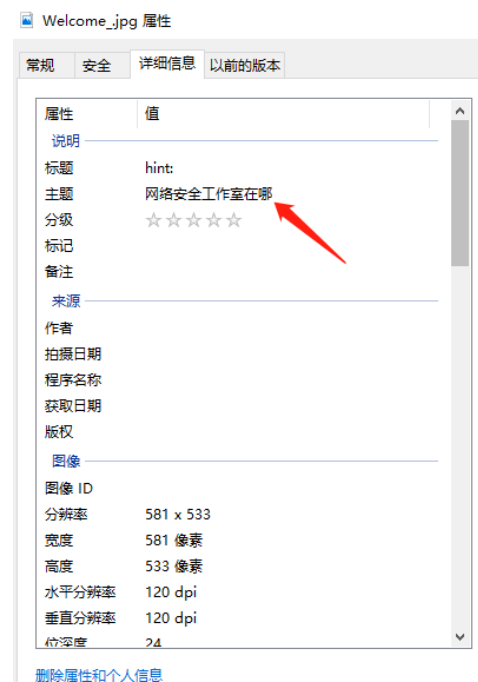 Welcome_.jpg 属性
常规 安全 详细信息 以前的版本
属性 值
说明
标题 hint:
主题 网络安全工作室在哪
分级 ☆☆☆☆☆
标记
备注
来源
作者
拍摄日期
程序名称
获取日期
版权
图像
图像 ID
分辨率 581 x 533
宽度 581 像素
高度 533 像素
水平分辨率 120 dpi
垂直分辨率 120 dpi
位深度 24
删除属性和个人信息